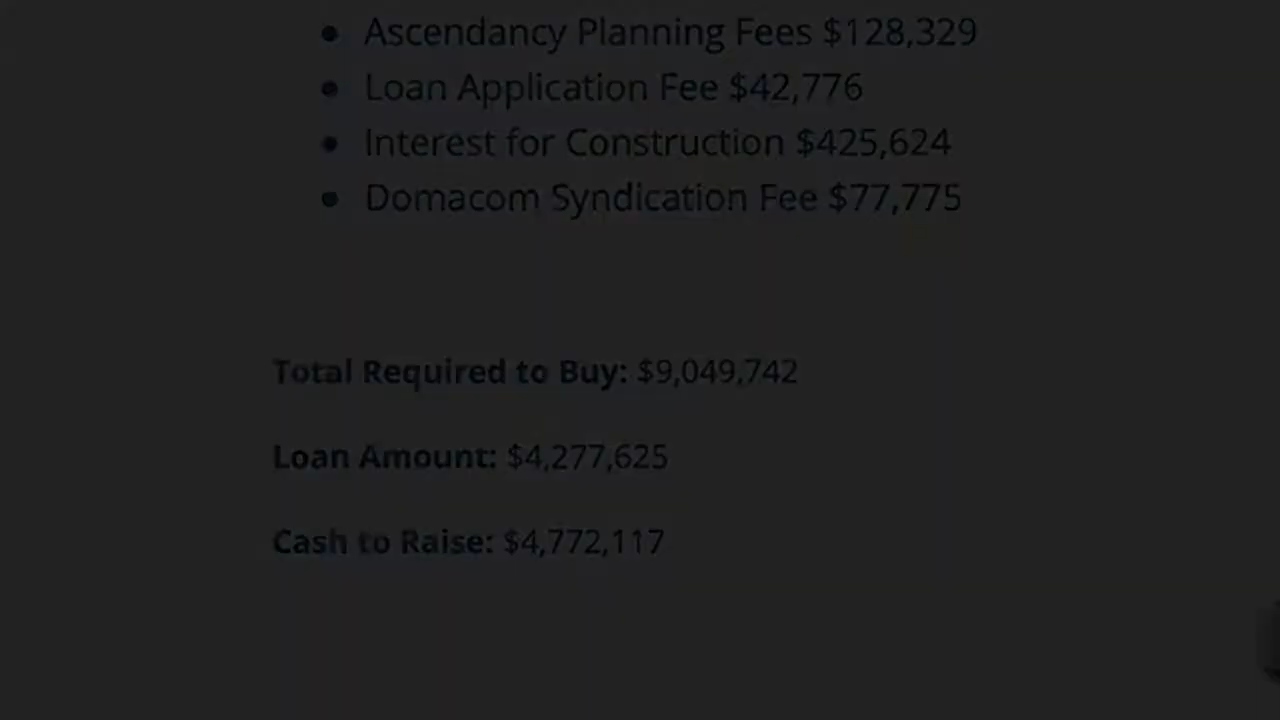 Ascendancy Planning Fees $128,329
Loan Application Fee $42,776
Interest for Construction $425,624
Domacom Syndication Fee $77,775
Total Required to Buy: $9,049,742
Loan Amount: $4,277,625
Cash to Raise: $4,772,117